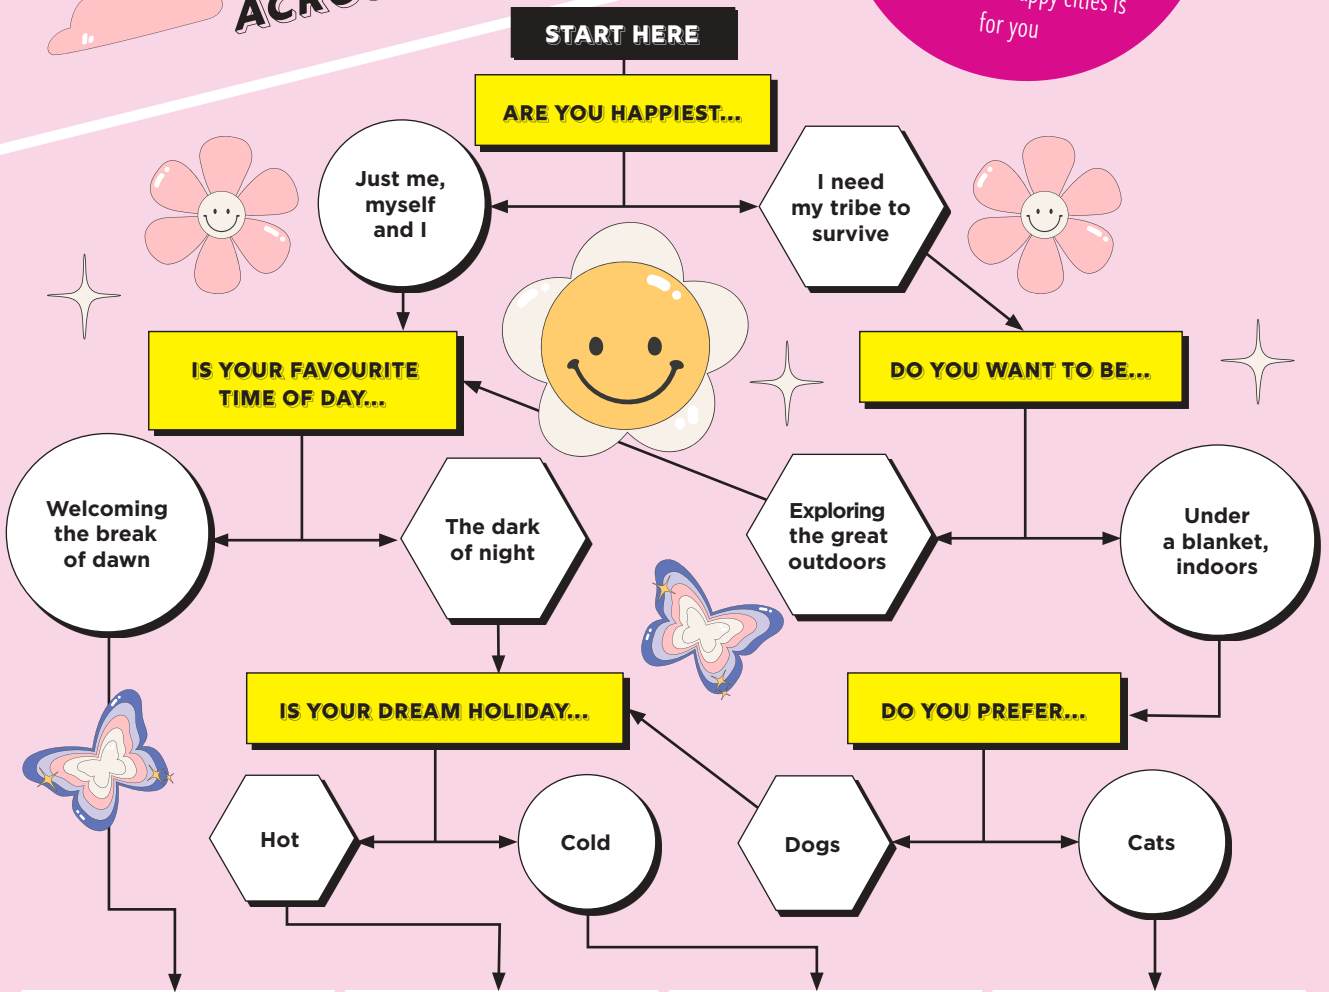 cities is
for you
START HERE
ARE YOU HAPPIEST...
Just me,
myself
and I
I need
my tribe to
survive
IS YOUR FAVOURITE
TIME OF DAY...
DO YOU WANT TO BE...
Welcoming
the break
of dawn
The dark
of night
Exploring
the great
outdoors
Under
a blanket,
indoors
IS YOUR DREAM HOLIDAY...
DO YOU PREFER...
Hot
Cold
Dogs
Cats